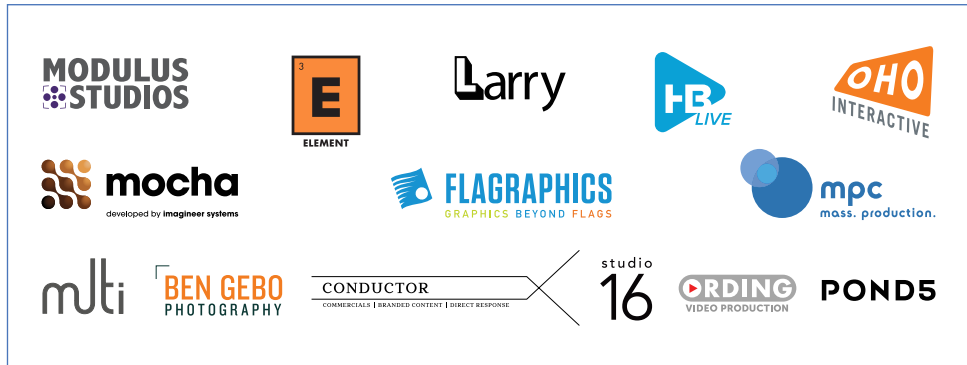 MODULUS
STUDIOS
3
E
ELEMENT
Larry
HB
LIVE
OHO
INTERACTIVE
mocha
developed by imagineer systems
FLAGRAPHICS
GRAPHICS BEYOND FLAGS
mpc
mass. production.
multi
BEN GEBO
PHOTOGRAPHY
CONDUCTOR
COMMERCIALS | BRANDED CONTENT | DIRECT RESPONSE
studio
16
ORDING
VIDEO PRODUCTION
POND5